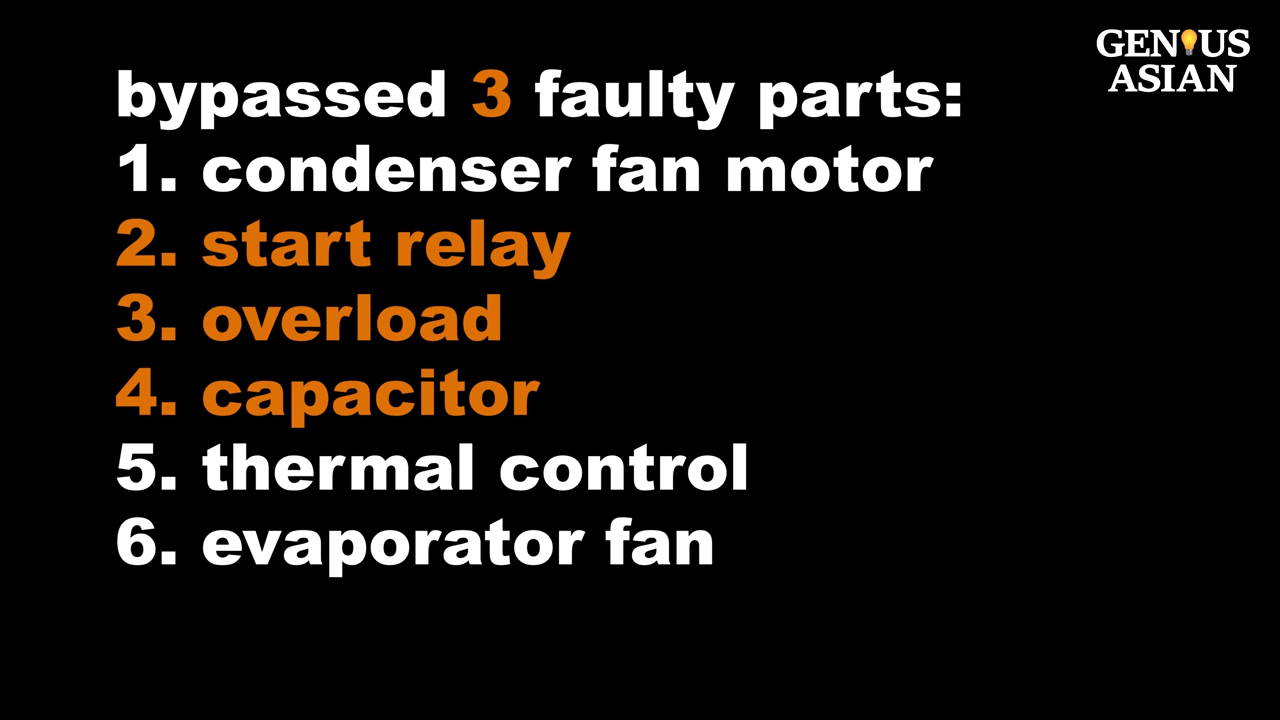 GENIUS
ASIAN
bypassed 3 faulty parts:
1. condenser fan motor
2. start relay
3. overload
4. capacitor
5. thermal control
6. evaporator fan